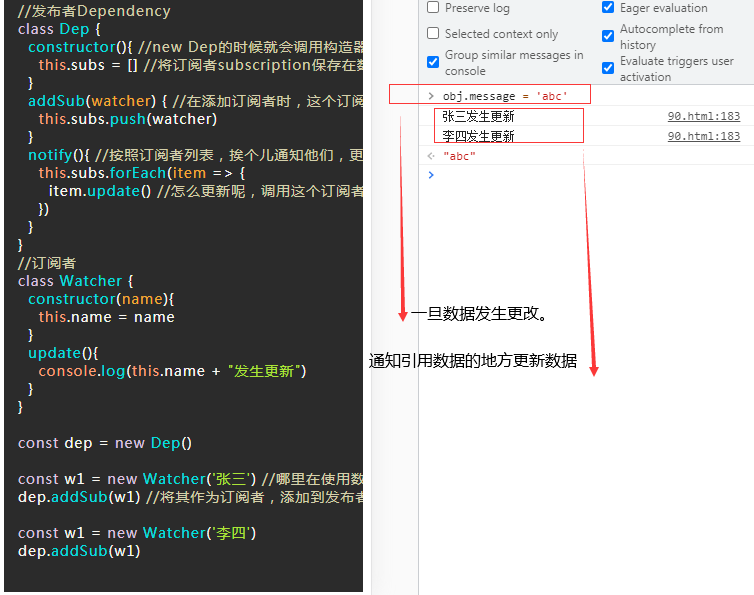 //发布者Dependency
class Dep {
constructor(){ //new Dep的时候就会调用构造器
this.subs = [] //将订阅者subscription保存在数
}
addSub(watcher) { //在添加订阅者时，这个订阅
this.subs.push(watcher)
}
notify(){ //按照订阅者列表，挨个儿通知他们，更
this.subs.forEach(item => {
item.update() //怎么更新呢，调用这个订阅者
})
}
}
//订阅者
class Watcher {
constructor(name){
this.name = name
}
update(){
console.log(this.name + "发生更新")
}
}
const dep = new Dep()
const w1 = new Watcher('张三') //哪里在使用数
dep.addSub(w1) //将其作为订阅者，添加到发布者
const w1 = new Watcher('李四')
dep.addSub(w1)
Preserve log
Eager evaluation
Selected context only
Autocomplete from
history
Group similar messages in
console
Evaluate triggers user
activation
> obj.message = 'abc'
张三发生更新 90.html:183
李四发生更新 90.html:183
< "abc"
>
一旦数据发生更改。
通知引用数据的地方更新数据